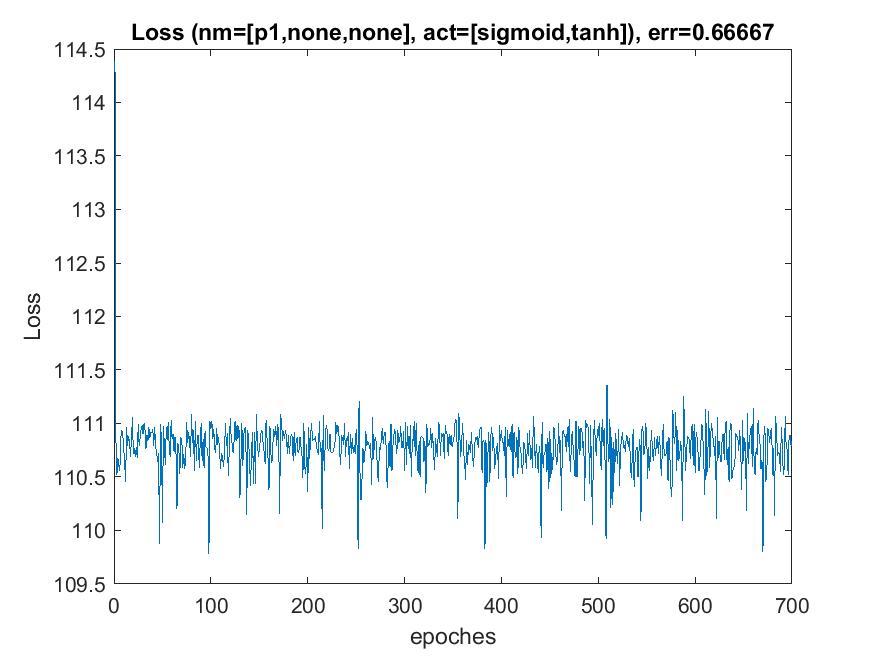 Loss (nm=[p1,none,none], act=[sigmoid,tanh]), err=0.66667
114.5
114
113.5
113
112.5
112
111.5
111
110.5
110
109.5
Loss
0 100 200 300 400 500 600 700
epoches